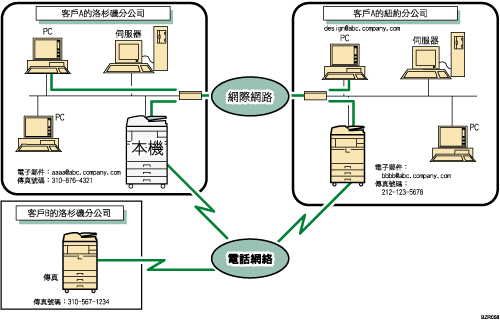 客戶A的洛杉磯分公司
PC
伺服器
PC
本機
電子郵件：aaaa@abc.company.com
傳真號碼：310-876-4321
網際網路
客戶A的紐約分公司
design@abc.company.com
PC
伺服器
PC
電子郵件：
bbbb@abc.company.com
傳真號碼：
212-123-5678
客戶B的洛杉磯分公司
傳真
傳真號碼：310-567-1234
電話網絡
BZR058